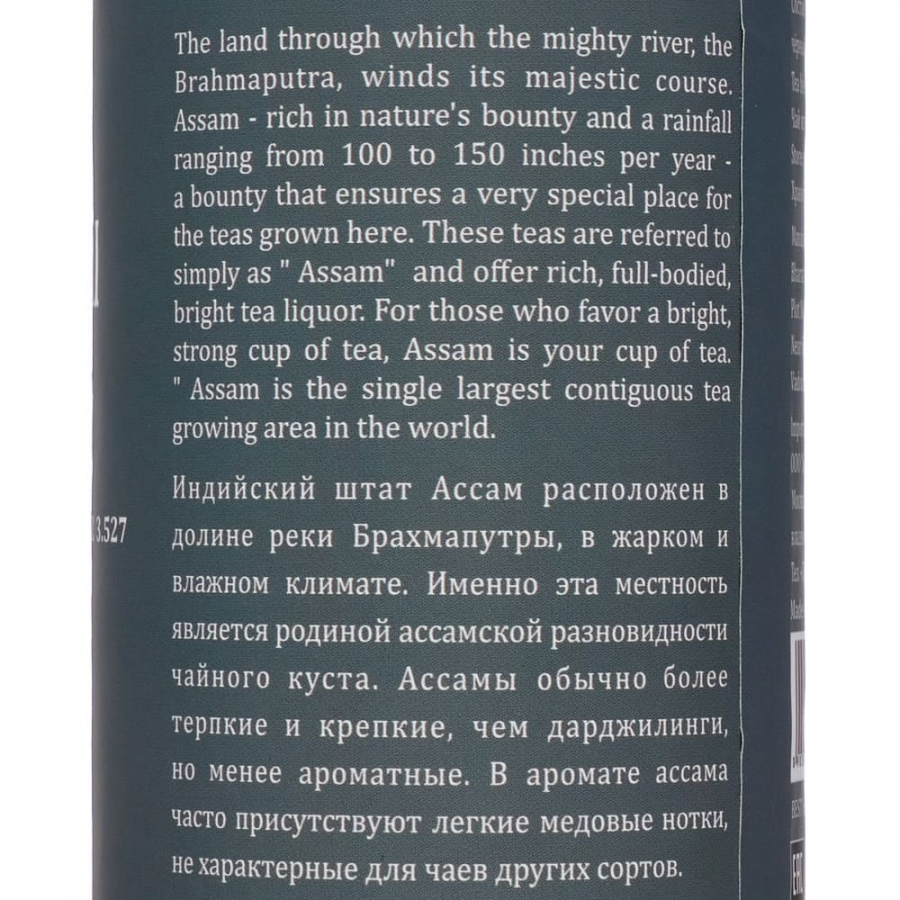 The land through which the mighty river, the
Brahmaputra, winds its majestic course.
Assam - rich in nature's bounty and a rainfall
ranging from 100 to 150 inches per year -
a bounty that ensures a very special place for
the teas grown here. These teas are referred to
simply as " Assam" and offer rich, full-bodied,
bright tea liquor. For those who favor a bright,
strong cup of tea, Assam is your cup of tea.
" Assam is the single largest contiguous tea
growing area in the world.
Индийский штат Ассам расположен в
долине реки Брахмапутры, в жарком и
влажном климате. Именно эта местность
является родиной ассамской разновидности
чайного куста. Ассамы обычно более
терпкие и крепкие, чем дарджилинги,
но менее ароматные. В аромате ассама
часто присутствуют легкие медовые нотки,
не характерные для чаев других сортов.
3.527